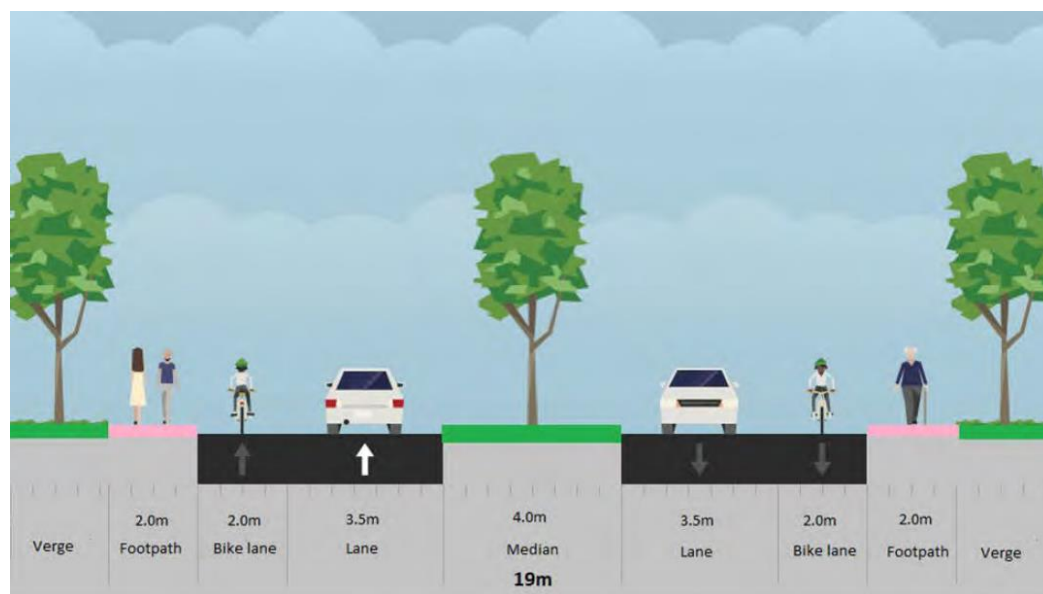 Verge
2.0m
Footpath
2.0m
Bike lane
3.5m
Lane
4.0m
Median
19m
3.5m
Lane
2.0m
Bike lane
2.0m
Footpath
Verge